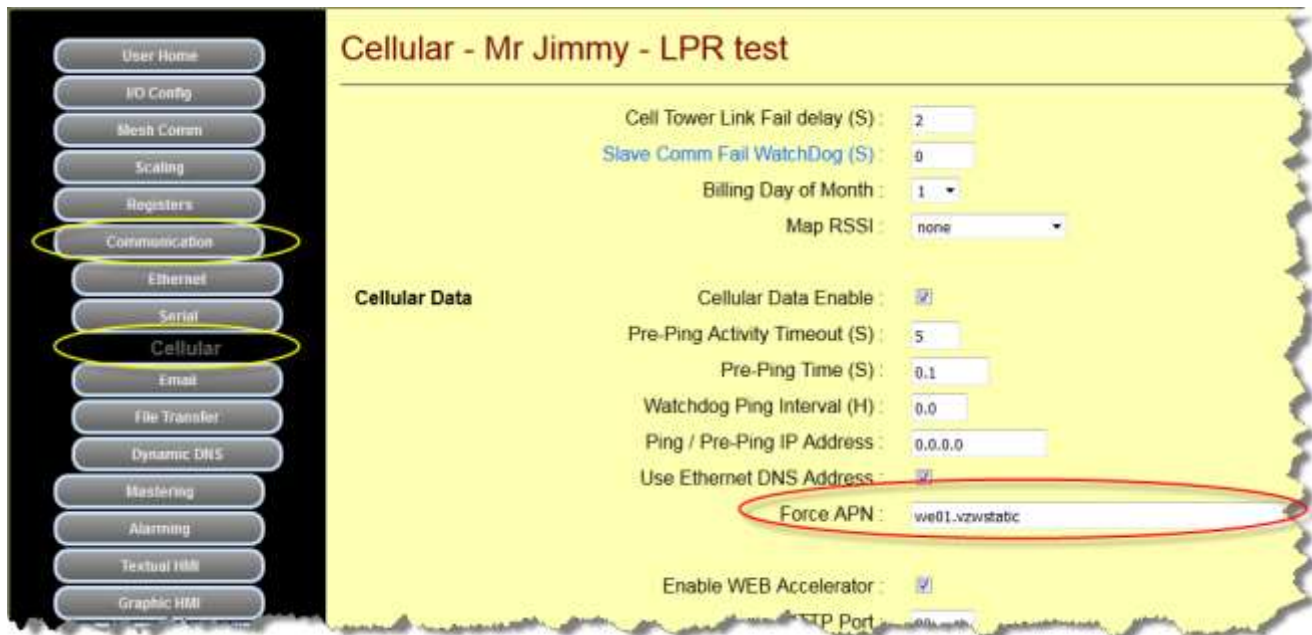 User Home
I/O Config
Mesh Comm
Scaling
Registers
Communication
Ethernet
Serial
Cellular
Email
File Transfer
Dynamic DNS
Mastering
Alarming
Textual HMI
Graphic HMI
Cellular - Mr Jimmy - LPR test
Cell Tower Link Fail delay (S) : 2
Slave Comm Fail WatchDog (S) : 0
Billing Day of Month : 1
Map RSSI : none
Cellular Data Cellular Data Enable :
Pre-Ping Activity Timeout (S) : 5
Pre-Ping Time (S) : 0.1
Watchdog Ping Interval (H) : 0.0
Ping / Pre-Ping IP Address : 0.0.0.0
Use Ethernet DNS Address :
Force APN : we01.vzwstatic
Enable WEB Accelerator :
Port